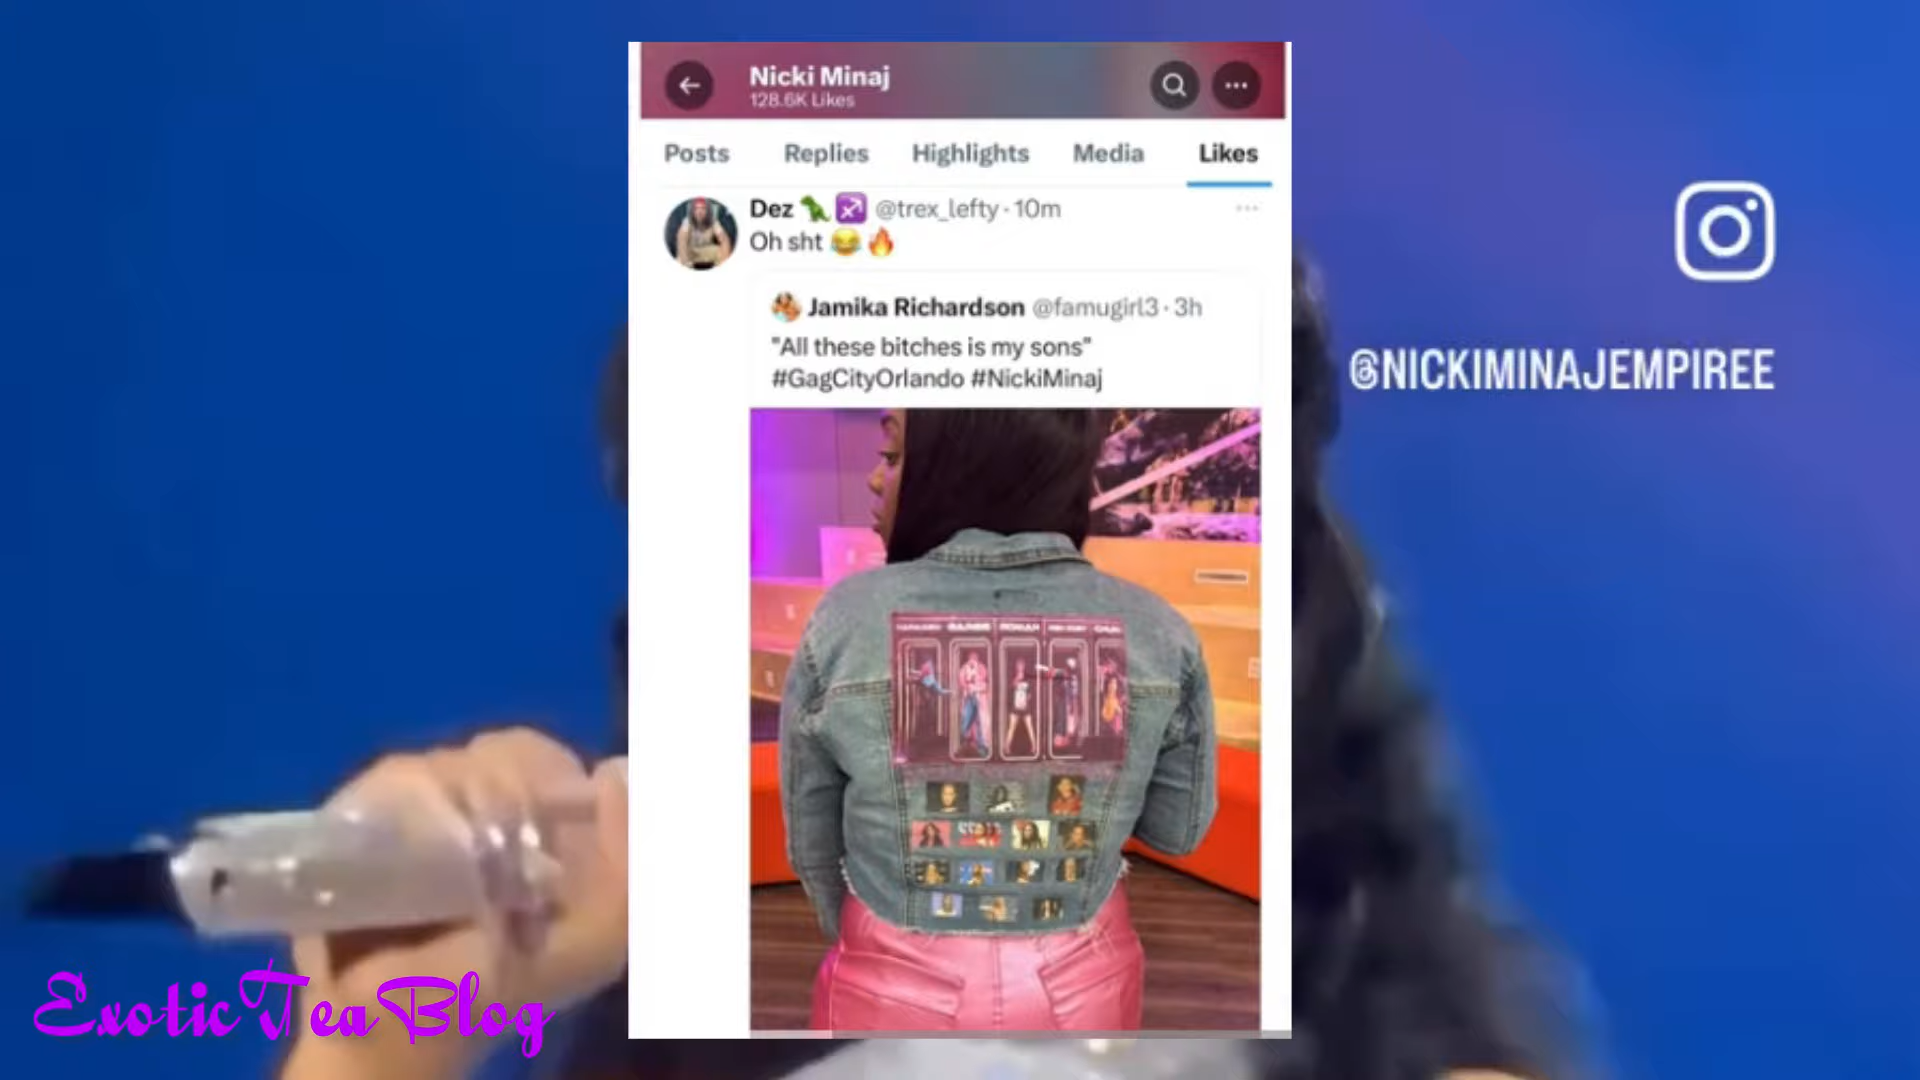 Nicki Minaj
128.6K Likes
Posts Replies Highlights Media Likes
Dez 🦖 ♐ @trex_lefty · 10m
Oh sht 😂 🔥
Jamika Richardson @famugirl3 · 3h
"All these bitches is my sons"
#GagCityOrlando #NickiMinaj
ROMAN
@NICKIMINAJEMPIREE
ExoticTeaBlog